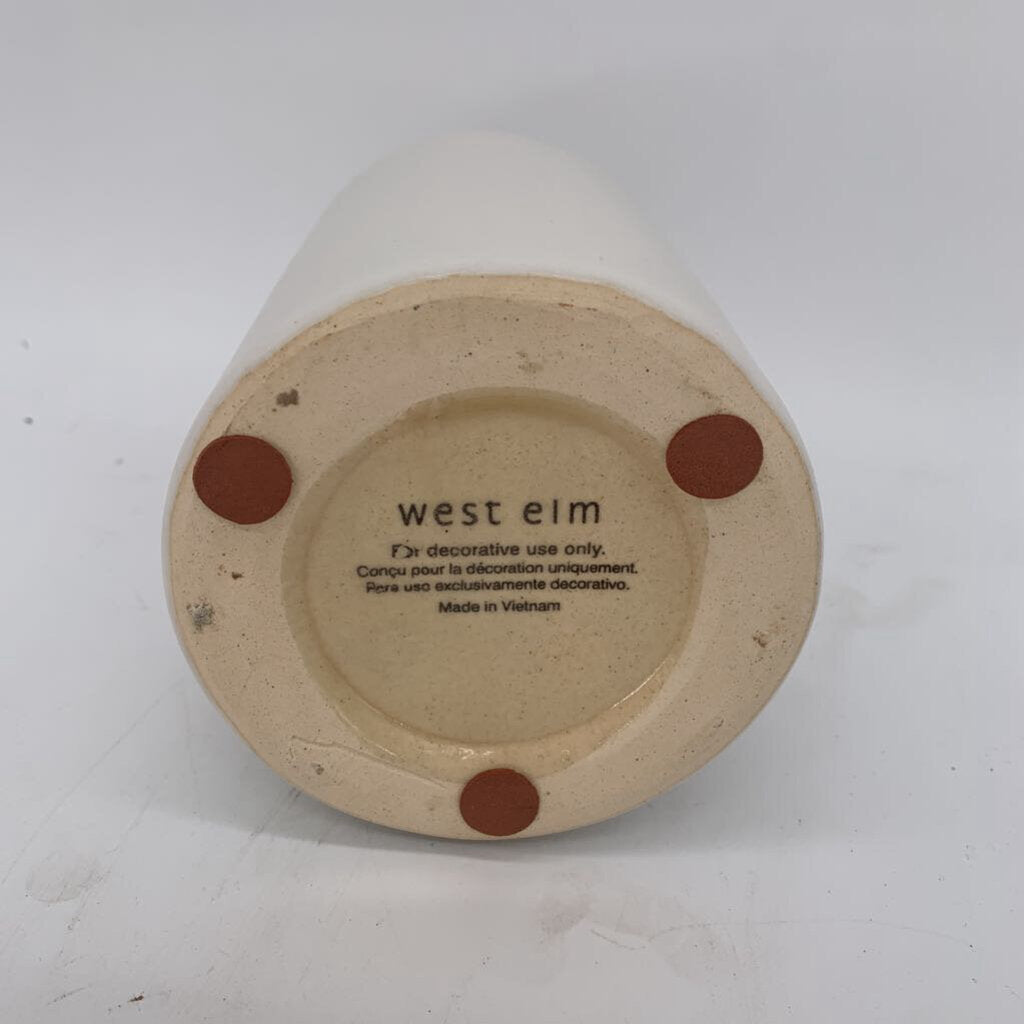 west elm
For decorative use only.
Conçu pour la décoration uniquement.
Para uso exclusivamente decorativo.
Made in Vietnam